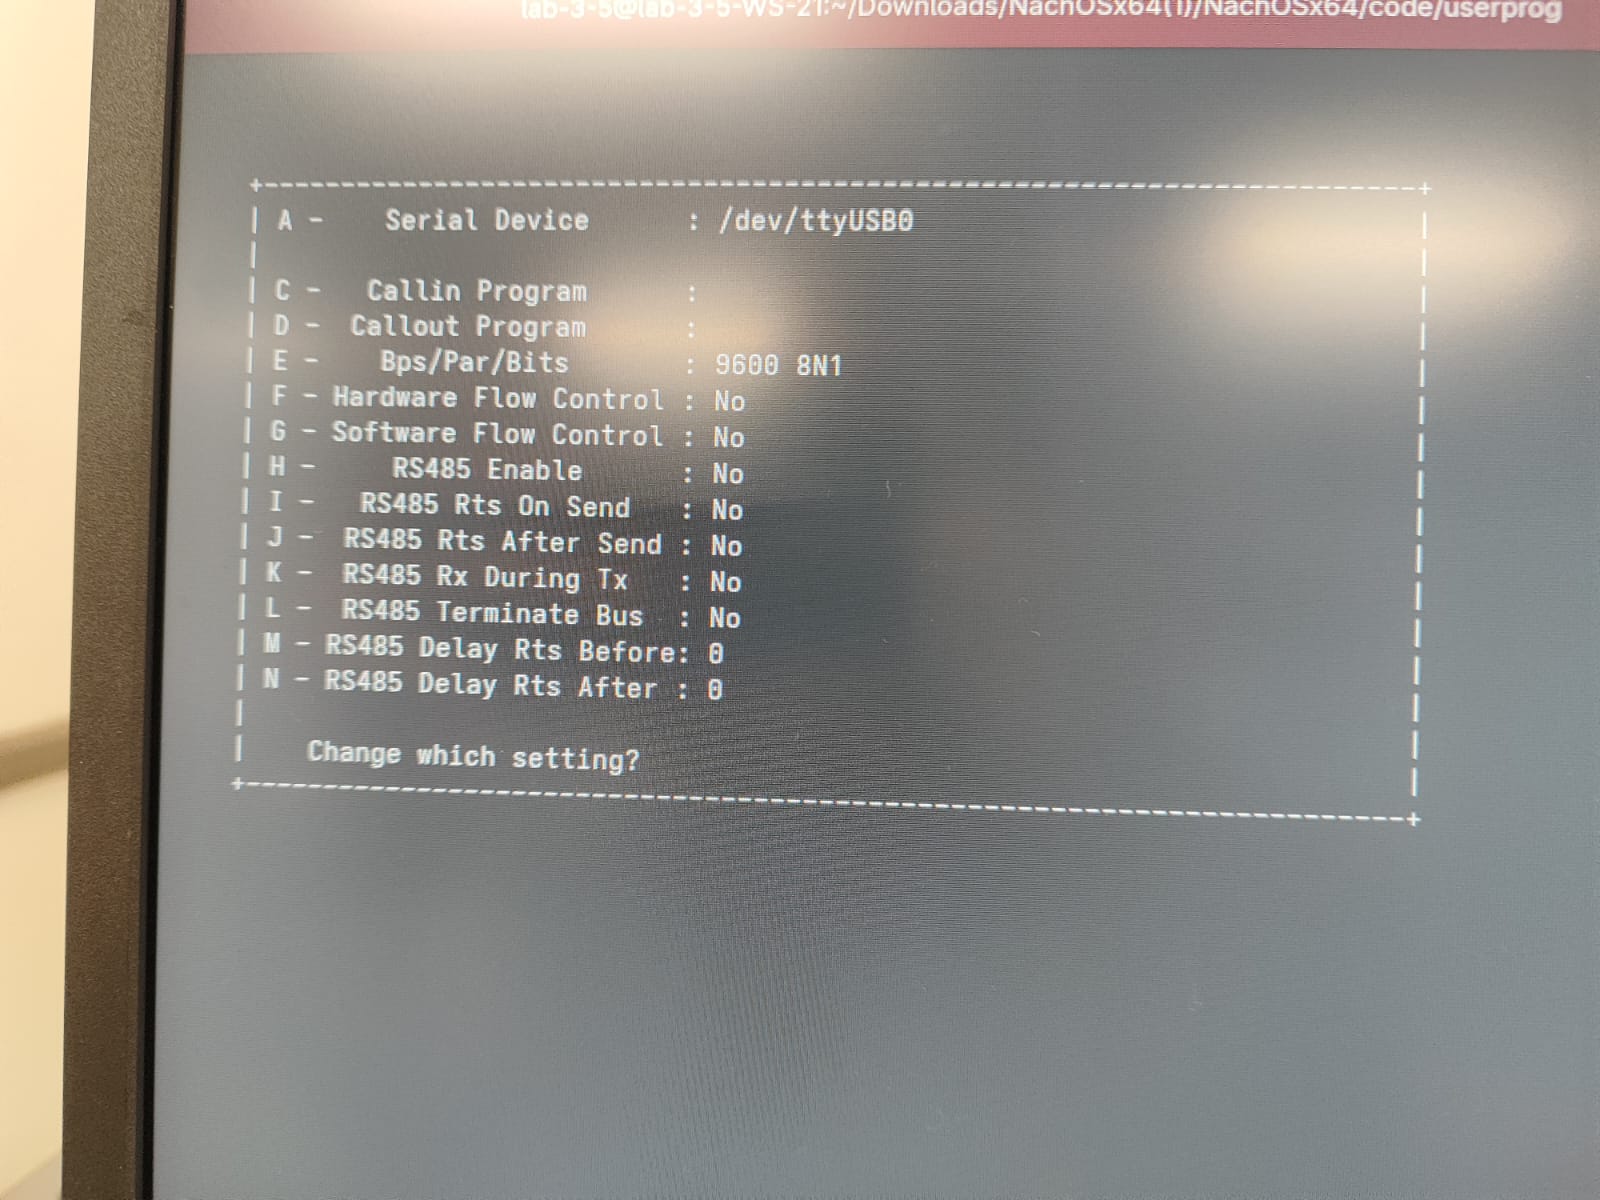 lab-3-5@lab-3-5-WS-21:~/Downloads/NachOSx64(1)/NachOSx64/code/userprog
+-----------------------------------------------------------------------+
| A -    Serial Device      : /dev/ttyUSB0                              |
|                                                                       |
| C -   Callin Program      :                                           |
| D -  Callout Program      :                                           |
| E -    Bps/Par/Bits       : 9600 8N1                                  |
| F - Hardware Flow Control : No                                        |
| G - Software Flow Control : No                                        |
| H -     RS485 Enable      : No                                        |
| I -   RS485 Rts On Send   : No                                        |
| J -  RS485 Rts After Send : No                                        |
| K -  RS485 Rx During Tx   : No                                        |
| L -  RS485 Terminate Bus  : No                                        |
| M - RS485 Delay Rts Before: 0                                         |
| N - RS485 Delay Rts After : 0                                         |
|                                                                       |
|    Change which setting?                                              |
+-----------------------------------------------------------------------+